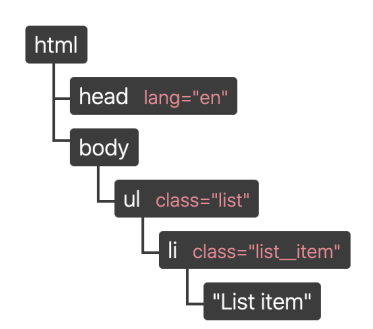 html
head lang="en"
body
ul class="list"
li class="list__item"
"List item"